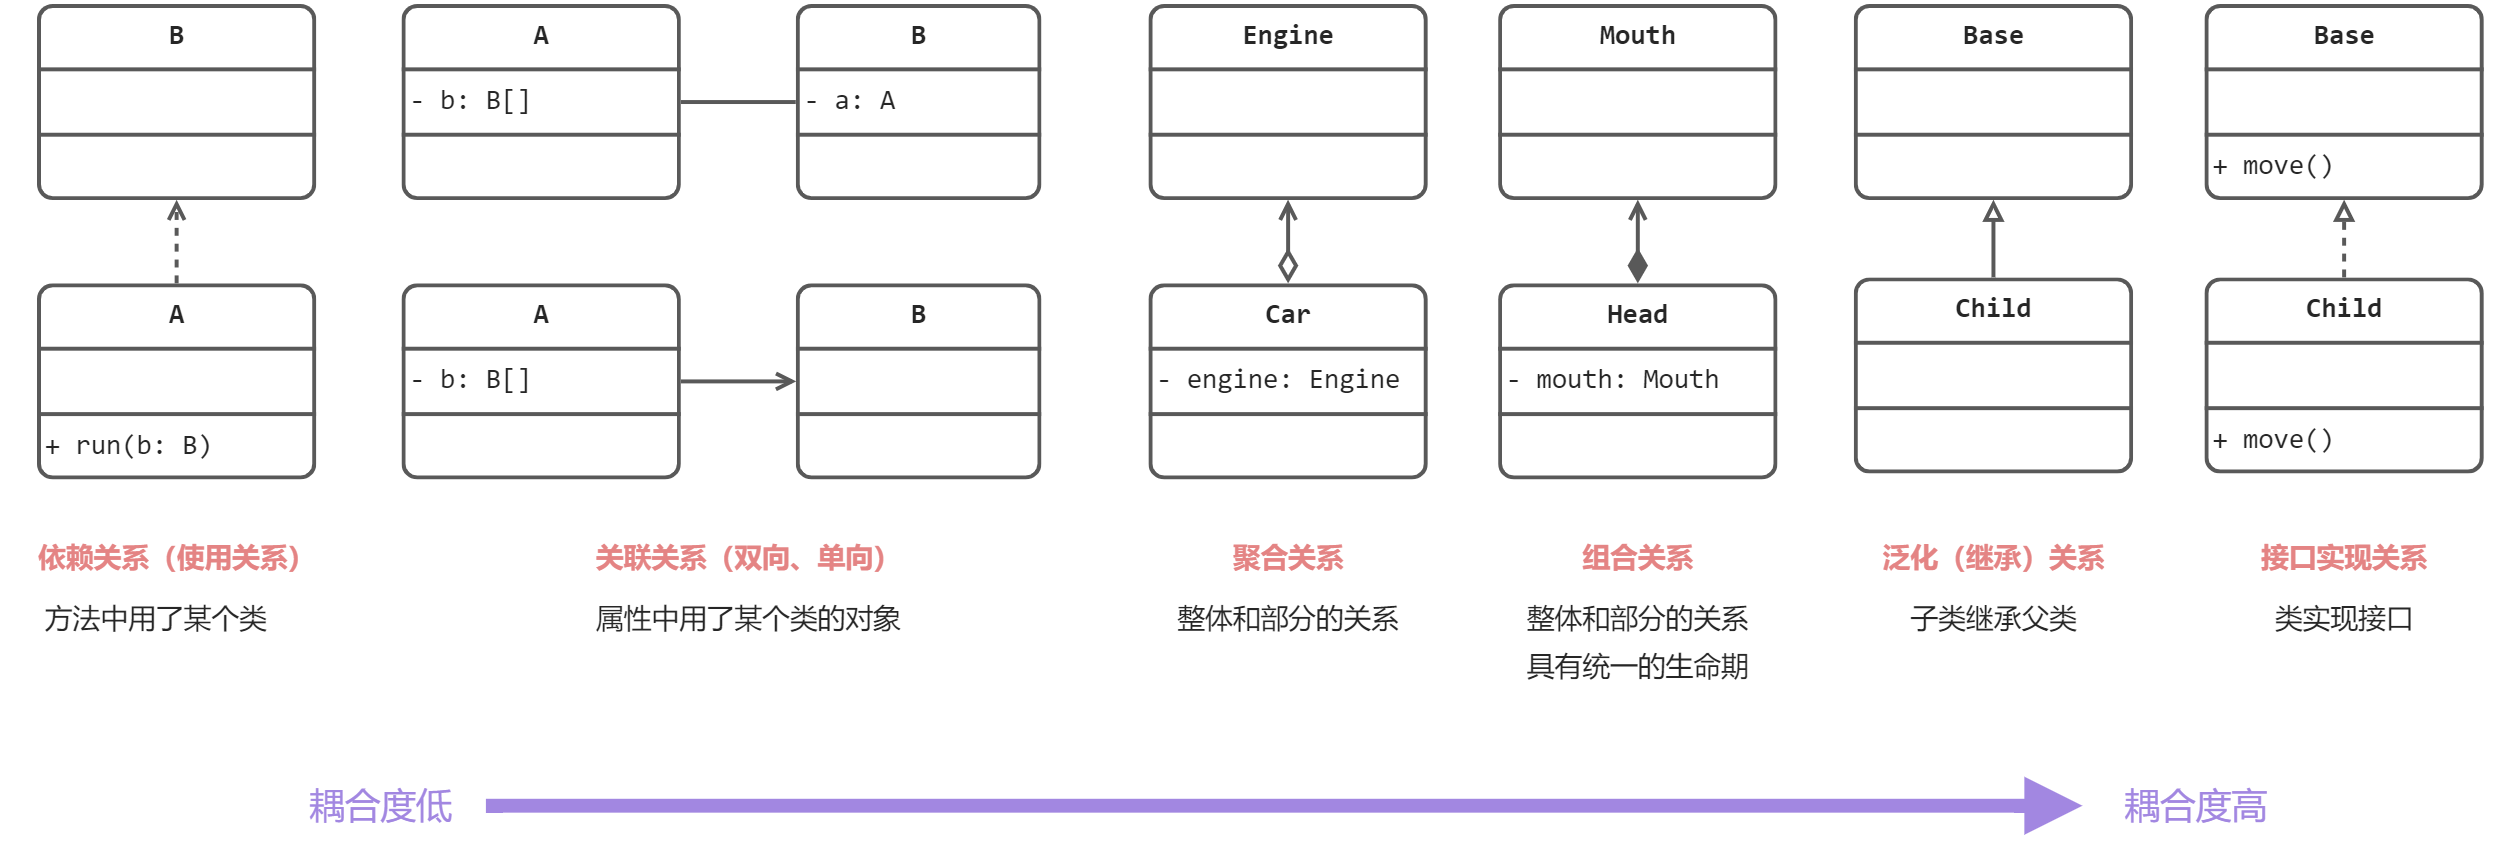 B
A
B
Engine
Mouth
Base
Base
- b: B[]
- a: A
+ move()
A
A
B
Car
Head
Child
Child
- b: B[]
- engine: Engine
- mouth: Mouth
+ run(b: B)
+ move()
依赖关系（使用关系）
关联关系（双向、单向）
聚合关系
组合关系
泛化（继承）关系
接口实现关系
方法中用了某个类
属性中用了某个类的对象
整体和部分的关系
整体和部分的关系
具有统一的生命期
子类继承父类
类实现接口
耦合度低
耦合度高